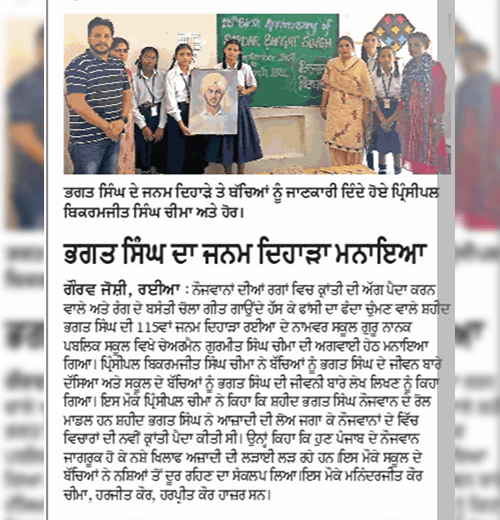 115th Birth Anniversary of
SARDAR BHAGAT SINGH
ਭਗਤ ਸਿੰਘ ਦੇ ਜਨਮ ਦਿਹਾੜੇ ਤੇ ਬੱਚਿਆਂ ਨੂੰ ਜਾਣਕਾਰੀ ਦਿੰਦੇ ਹੋਏ ਪ੍ਰਿੰਸੀਪਲ
ਬਿਕਰਮਜੀਤ ਸਿੰਘ ਚੀਮਾ ਅਤੇ ਹੋਰ।
ਭਗਤ ਸਿੰਘ ਦਾ ਜਨਮ ਦਿਹਾੜਾ ਮਨਾਇਆ
ਗੌਰਵ ਜੋਸ਼ੀ, ਰਈਆ : ਨੌਜਵਾਨਾਂ ਦੀਆਂ ਰਗਾਂ ਵਿਚ ਕ੍ਰਾਂਤੀ ਦੀ ਅੱਗ ਪੈਦਾ ਕਰਨ
ਵਾਲੇ ਅਤੇ ਰੰਗ ਦੇ ਬਸੰਤੀ ਚੋਲਾ ਗੀਤ ਗਾਉਂਦੇ ਹੱਸ ਕੇ ਫਾਂਸੀ ਦਾ ਫੰਦਾ ਚੁੰਮਣ ਵਾਲੇ ਸ਼ਹੀਦ
ਭਗਤ ਸਿੰਘ ਦੀ 115ਵਾਂ ਜਨਮ ਦਿਹਾੜਾ ਰਈਆ ਦੇ ਨਾਮਵਰ ਸਕੂਲ ਗੁਰੂ ਨਾਨਕ
ਪਬਲਿਕ ਸਕੂਲ ਵਿਖੇ ਚੇਅਰਮੈਨ ਗੁਰਮੀਤ ਸਿੰਘ ਚੀਮਾ ਦੀ ਅਗਵਾਈ ਹੇਠ ਮਨਾਇਆ
ਗਿਆ। ਪ੍ਰਿੰਸੀਪਲ ਬਿਕਰਮਜੀਤ ਸਿੰਘ ਚੀਮਾ ਨੇ ਬੱਚਿਆਂ ਨੂੰ ਭਗਤ ਸਿੰਘ ਦੇ ਜੀਵਨ ਬਾਰੇ
ਦੱਸਿਆ ਅਤੇ ਸਕੂਲ ਦੇ ਬੱਚਿਆਂ ਨੂੰ ਭਗਤ ਸਿੰਘ ਦੀ ਜੀਵਨੀ ਬਾਰੇ ਲੇਖ ਲਿਖਣ ਨੂੰ ਕਿਹਾ
ਗਿਆ। ਇਸ ਮੌਕੇ ਪ੍ਰਿੰਸੀਪਲ ਚੀਮਾ ਨੇ ਕਿਹਾ ਕਿ ਸ਼ਹੀਦ ਭਗਤ ਸਿੰਘ ਨੌਜਵਾਨ ਦੇ ਰੋਲ
ਮਾਡਲ ਹਨ ਸ਼ਹੀਦ ਭਗਤ ਸਿੰਘ ਨੇ ਆਜ਼ਾਦੀ ਦੀ ਲੋਅ ਜਗਾ ਕੇ ਨੌਜਵਾਨਾਂ ਦੇ ਵਿੱਚ
ਵਿਚਾਰਾਂ ਦੀ ਨਵੀਂ ਕ੍ਰਾਂਤੀ ਪੈਦਾ ਕੀਤੀ ਸੀ। ਉਨ੍ਹਾਂ ਕਿਹਾ ਕਿ ਹੁਣ ਪੰਜਾਬ ਦੇ ਨੌਜਵਾਨ
ਜਾਗਰੂਕ ਹੋ ਕੇ ਨਸ਼ੇ ਖਿਲਾਫ ਅਜ਼ਾਦੀ ਦੀ ਲੜਾਈ ਲੜ ਰਹੇ ਹਨ।ਇਸ ਮੌਕੇ ਸਕੂਲ ਦੇ
ਬੱਚਿਆਂ ਨੇ ਨਸ਼ਿਆਂ ਤੋਂ ਦੂਰ ਰਹਿਣ ਦਾ ਸੰਕਲਪ ਲਿਆ।ਇਸ ਮੌਕੇ ਮਨਿੰਦਰਜੀਤ ਕੌਰ
ਚੀਮਾ, ਹਰਜੀਤ ਕੌਰ, ਹਰਪ੍ਰੀਤ ਕੌਰ ਹਾਜ਼ਰ ਸਨ।